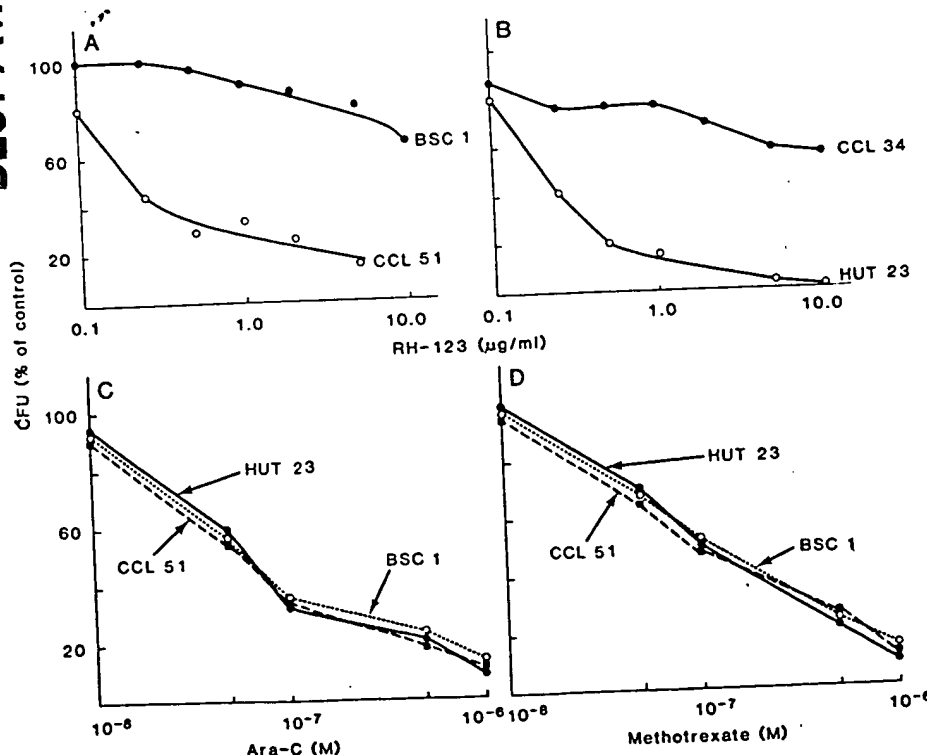 A
B
100
60
20
BSC 1
CCL 51
CCL 34
HUT 23
0.1
1.0
10.0
0.1
1.0
10.0
RH-123 (µg/ml)
CFU (% of control)
C
D
100
60
20
HUT 23
CCL 51
BSC 1
HUT 23
CCL 51
BSC 1
10-8
10-7
10-6
10-8
10-7
10-6
Ara-C (M)
Methotrexate (M)